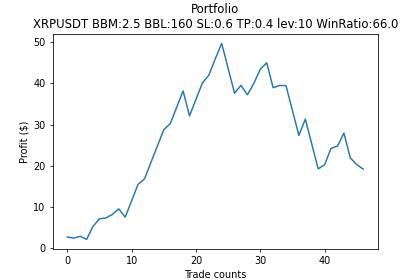 Portfolio
XRPUSDT BBM:2.5 BBL:160 SL:0.6 TP:0.4 lev:10 WinRatio:66.0
50
40
30
20
10
0
Profit ($)
0 10 20 30 40
Trade counts